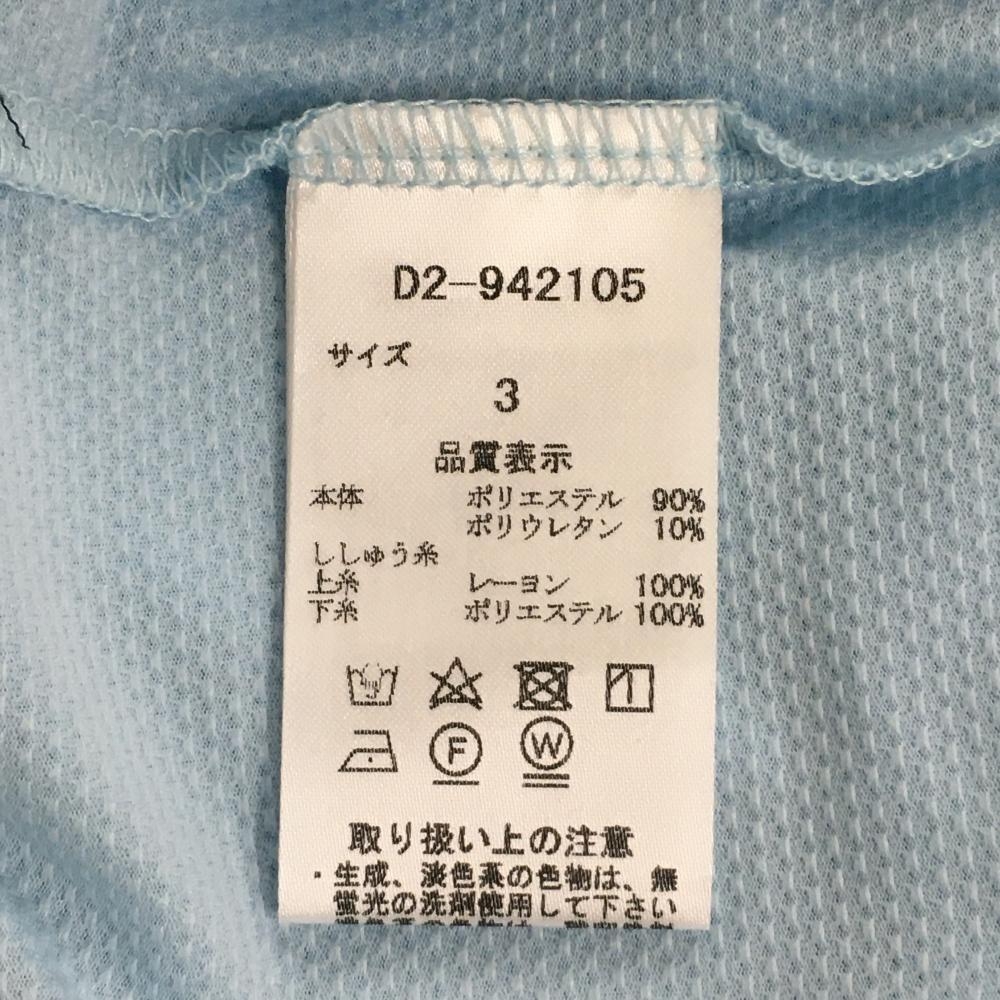 D2-942105
サイズ
3
品質表示
本体 ポリエステル 90%
ポリウレタン 10%
ししゅう糸
上糸 レーヨン 100%
下糸 ポリエステル 100%
F W
取り扱い上の注意
・生成、淡色系の色物は、無
蛍光の洗剤使用して下さい